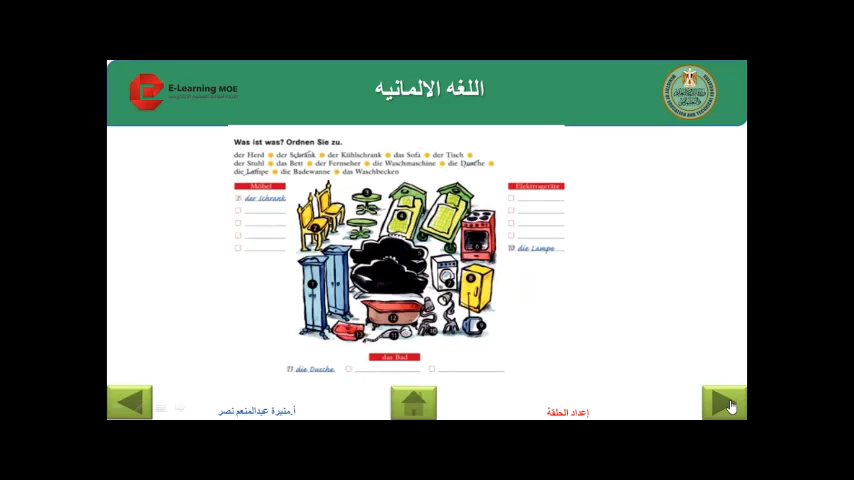 E-Learning MOE
اللغه الالمانيه
Was ist was? Ordnen Sie zu.
der Herd der Schrank der Kühlschrank das Sofa der Tisch
der Stuhl das Bett der Fernseher die Waschmaschine die Dusche
die Lampe die Badewanne das Waschbecken
Möbel
Elektrogeräte
1 der Schrank
10 die Lampe
das Bad
11 die Dusche
أ.منيرة عبدالمنعم نصر
إعداد الحلقة